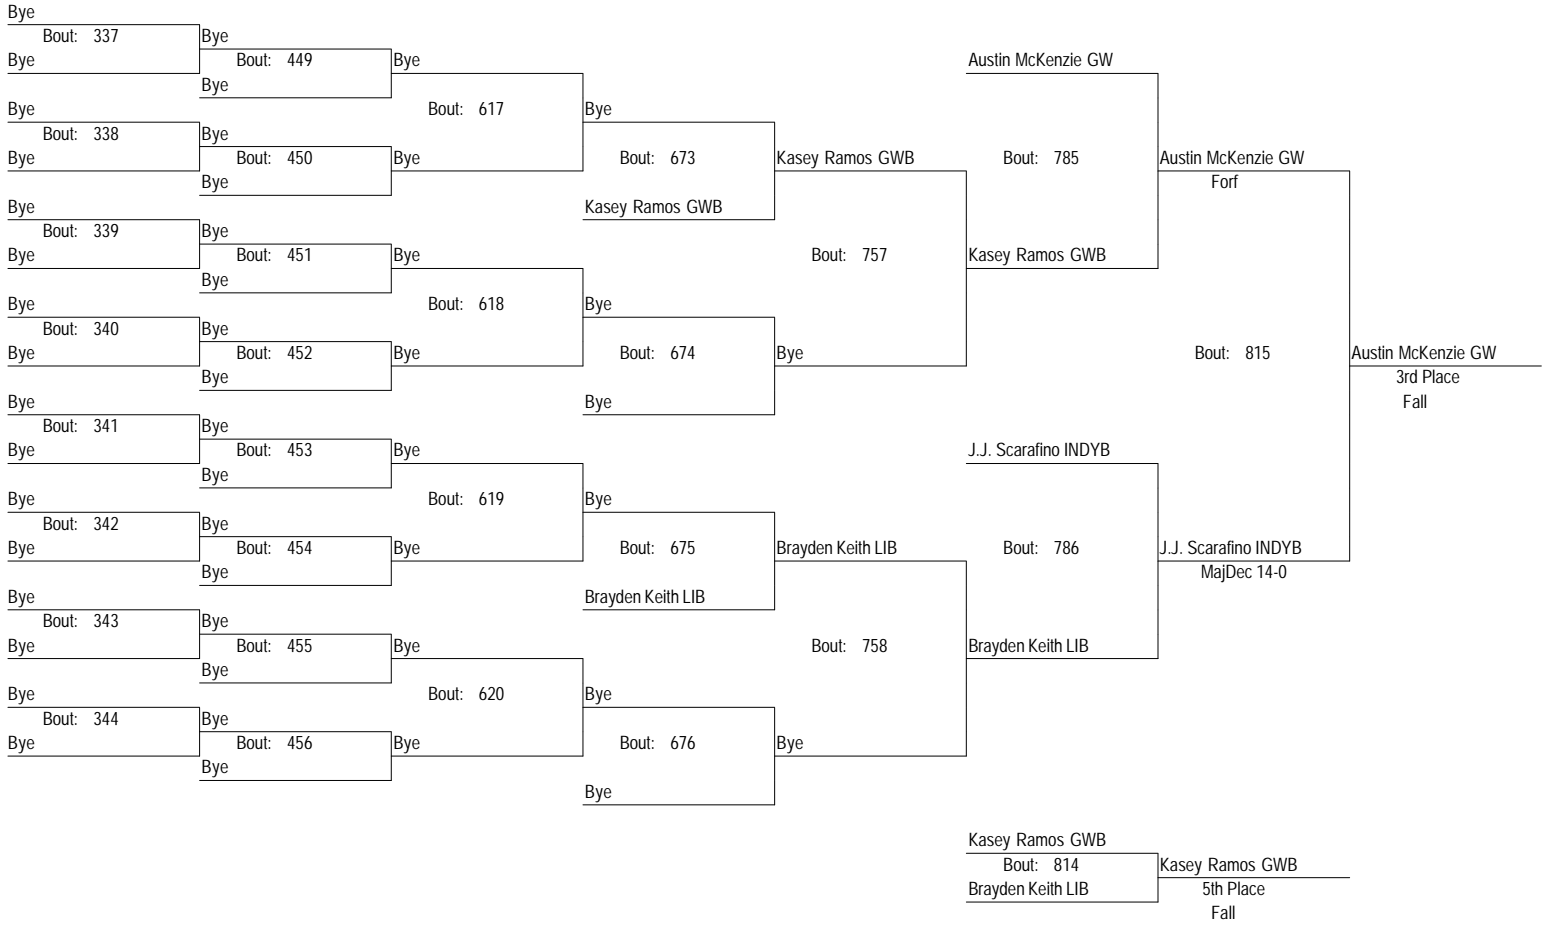 Bye
Bout: 337
Bye
Bye
Bout: 449
Bye
Bye
Bout: 338
Bye
Bye
Bout: 450
Bye
Bye
Bout: 617
Bye
Bye
Bout: 339
Bye
Bye
Bout: 451
Bye
Bye
Bout: 340
Bye
Bye
Bout: 452
Bye
Bye
Bout: 618
Bye
Bye
Bout: 341
Bye
Bye
Bout: 453
Bye
Bye
Bout: 342
Bye
Bye
Bout: 454
Bye
Bye
Bout: 619
Bye
Bye
Bout: 343
Bye
Bye
Bout: 455
Bye
Bye
Bout: 344
Bye
Bye
Bout: 456
Bye
Bye
Bout: 620
Bye
Bye
Bout: 673
Kasey Ramos GWB
Bye
Bout: 674
Bye
Bye
Bout: 675
Brayden Keith LIB
Bye
Bout: 676
Bye
Kasey Ramos GWB
Bout: 757
Bye
Brayden Keith LIB
Bout: 758
Bye
Austin McKenzie GW
Bout: 785
Kasey Ramos GWB
J.J. Scarafino INDYB
Bout: 786
Brayden Keith LIB
Austin McKenzie GW
Forf
Bout: 815
J.J. Scarafino INDYB
MajDec 14-0
Austin McKenzie GW
3rd Place
Fall
Kasey Ramos GWB
Bout: 814
Brayden Keith LIB
Kasey Ramos GWB
5th Place
Fall